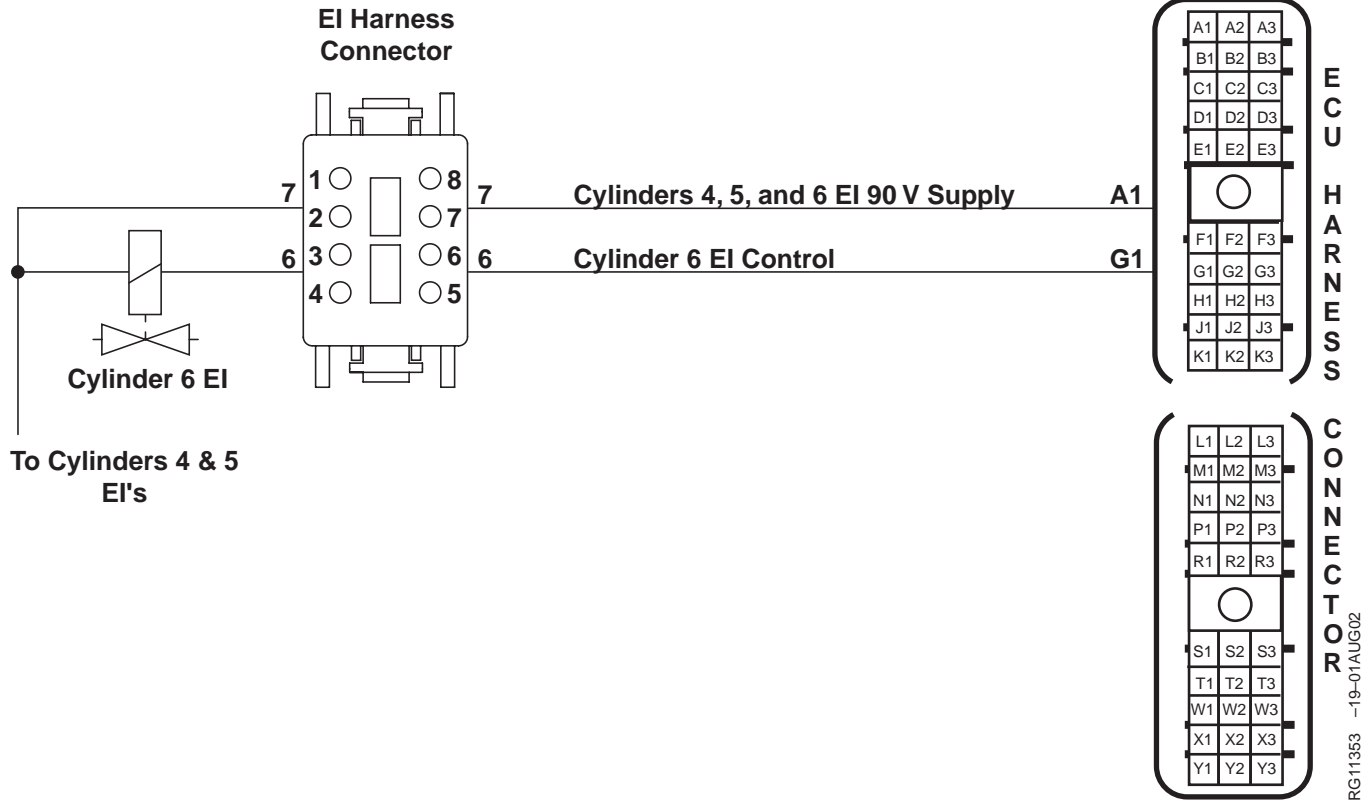 EI Harness
Connector
7
6
1
2
3
4
8
7
6
5
7
6
Cylinders 4, 5, and 6 EI 90 V Supply
A1
Cylinder 6 EI Control
G1
Cylinder 6 EI
To Cylinders 4 & 5
EI's
A1 A2 A3
B1 B2 B3
C1 C2 C3
D1 D2 D3
E1 E2 E3
F1 F2 F3
G1 G2 G3
H1 H2 H3
J1 J2 J3
K1 K2 K3
L1 L2 L3
M1 M2 M3
N1 N2 N3
P1 P2 P3
R1 R2 R3
S1 S2 S3
T1 T2 T3
W1 W2 W3
X1 X2 X3
Y1 Y2 Y3
ECU HARNESS CONNECTOR
RG11353 –19–01AUG02